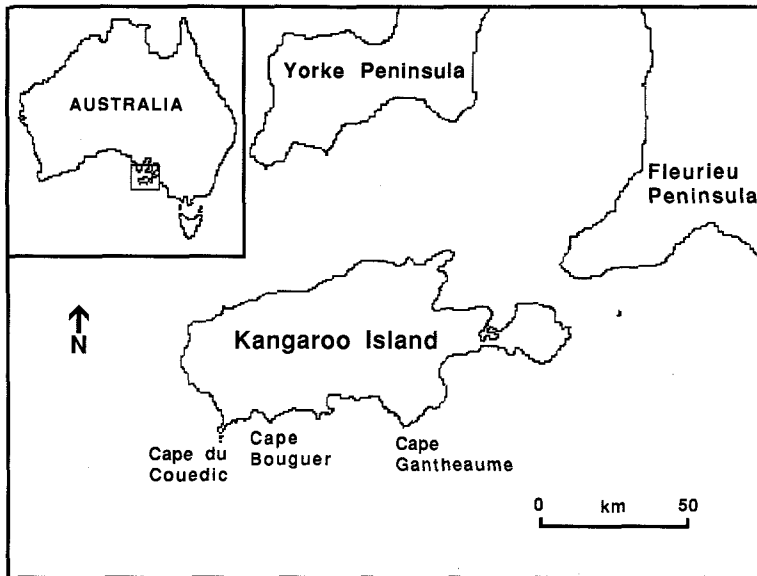 Yorke Peninsula
AUSTRALIA
Fleurieu
Peninsula
N
Kangaroo Island
Cape du
Couedic
Cape
Bouguer
Cape
Gantheaume
0 km 50